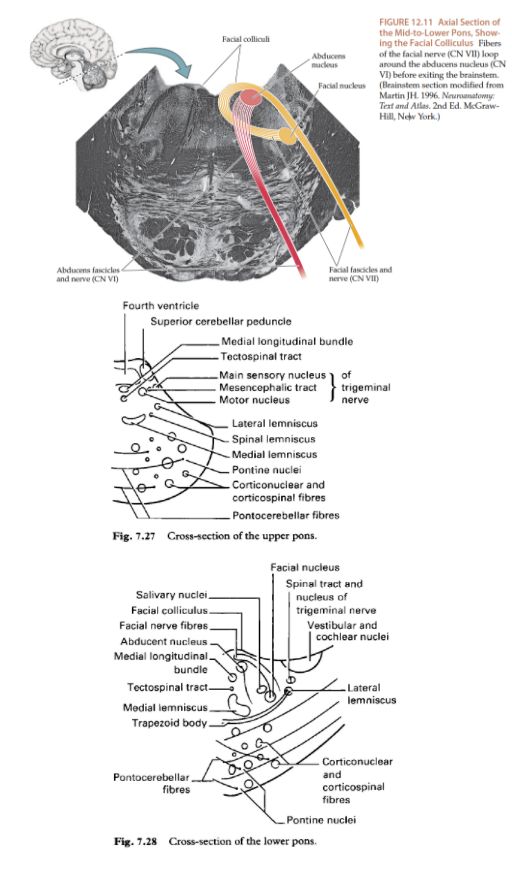 FIGURE 12.11 Axial Section of
the Mid-to-Lower Pons, Show-
ing the Facial Colliculus Fibers
of the facial nerve (CN VII) loop
around the abducens nucleus (CN
VI) before exiting the brainstem.
(Brainstem section modified from
Martin JH. 1996. Neuroanatomy:
Text and Atlas. 2nd Ed. McGraw-
Hill, New York.)
Facial colliculi
Abducens
nucleus
Facial nucleus
Abducens fascicles
and nerve (CN VI)
Facial fascicles and
nerve (CN VII)
Fourth ventricle
Superior cerebellar peduncle
Medial longitudinal bundle
Tectospinal tract
Main sensory nucleus
Mesencephalic tract
Motor nucleus
of
trigeminal
nerve
Lateral lemniscus
Spinal lemniscus
Medial lemniscus
Pontine nuclei
Corticonuclear and
corticospinal fibres
Pontocerebellar fibres
Fig. 7.27 Cross-section of the upper pons.
Facial nucleus
Spinal tract and
nucleus of
trigeminal nerve
Vestibular and
cochlear nuclei
Salivary nuclei
Facial colliculus
Facial nerve fibres
Abducent nucleus
Medial longitudinal
bundle
Tectospinal tract
Medial lemniscus
Trapezoid body
Lateral
lemniscus
Pontocerebellar
fibres
Corticonuclear
and
corticospinal
fibres
Pontine nuclei
Fig. 7.28 Cross-section of the lower pons.